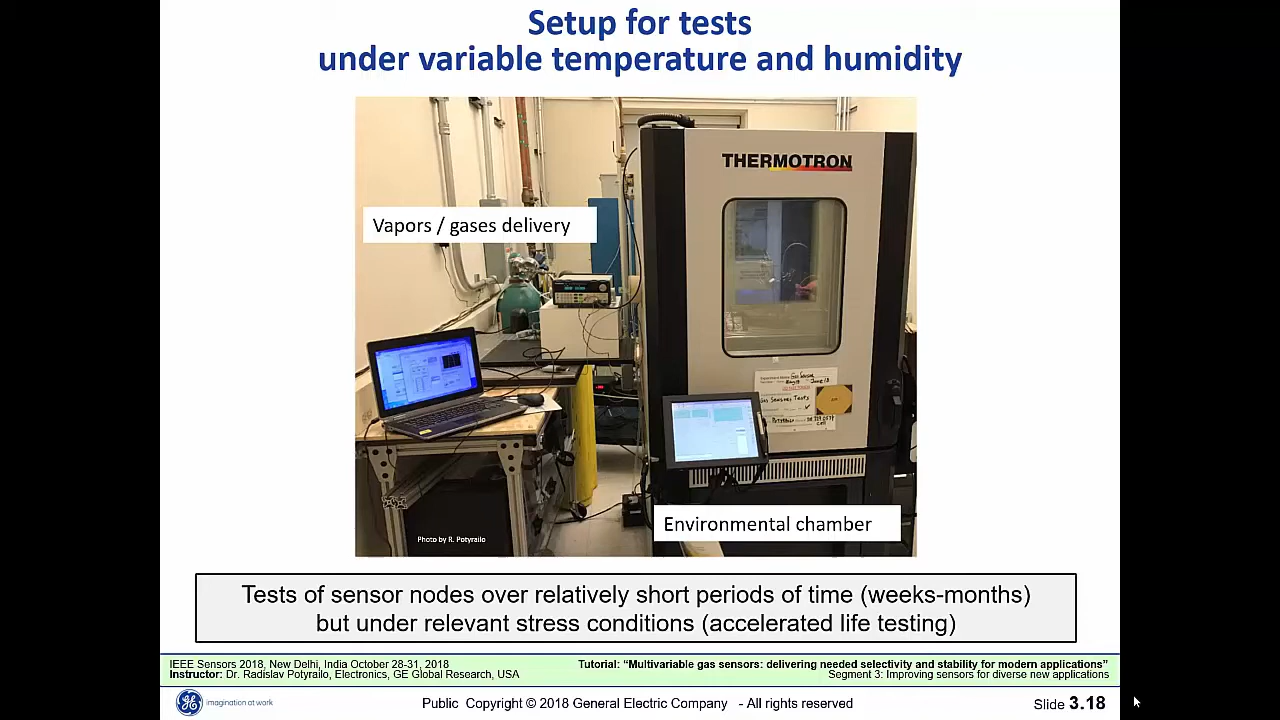 Setup for tests
under variable temperature and humidity
THERMOTRON
Vapors / gases delivery
Gas Sensors Tests
Environmental chamber
Photo by R. Potyrailo
Tests of sensor nodes over relatively short periods of time (weeks-months)
but under relevant stress conditions (accelerated life testing)
IEEE Sensors 2018, New Delhi, India October 28-31, 2018
Tutorial: “Multivariable gas sensors: delivering needed selectivity and stability for modern applications”
Instructor: Dr. Radislav Potyrailo, Electronics, GE Global Research, USA
Segment 3: Improving sensors for diverse new applications
imagination at work
Public Copyright © 2018 General Electric Company - All rights reserved
Slide 3.18